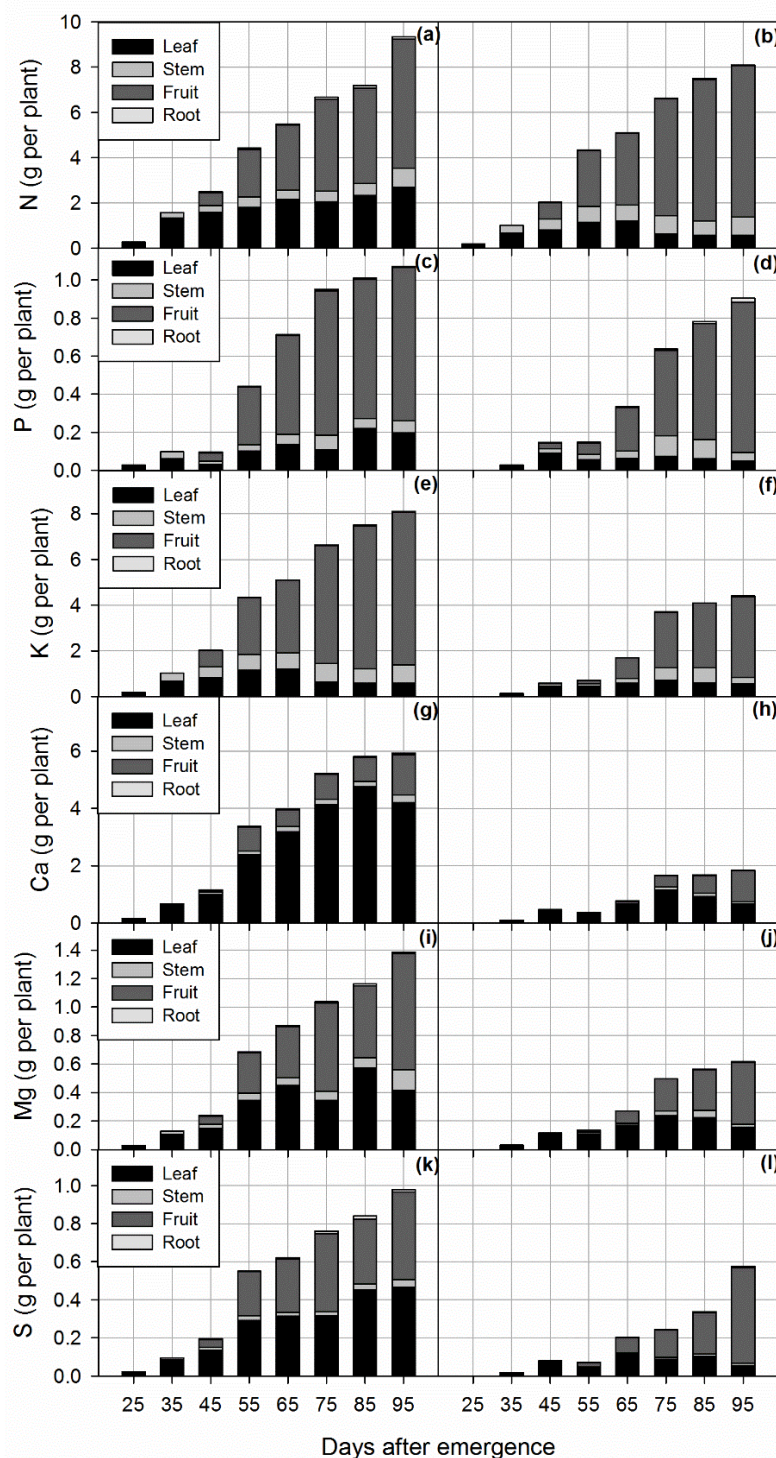 Leaf
Stem
Fruit
Root
(a)
(b)
N (g per plant)
10
8
6
4
2
0
Leaf
Stem
Fruit
Root
(c)
(d)
P (g per plant)
1.0
0.8
0.6
0.4
0.2
0.0
Leaf
Stem
Fruit
Root
(e)
(f)
K (g per plant)
8
6
4
2
0
Leaf
Stem
Fruit
Root
(g)
(h)
Ca (g per plant)
6
4
2
0
Leaf
Stem
Fruit
Root
(i)
(j)
Mg (g per plant)
1.4
1.2
1.0
0.8
0.6
0.4
0.2
0.0
Leaf
Stem
Fruit
Root
(k)
(l)
S (g per plant)
1.0
0.8
0.6
0.4
0.2
0.0
25 35 45 55 65 75 85 95 25 35 45 55 65 75 85 95
Days after emergence